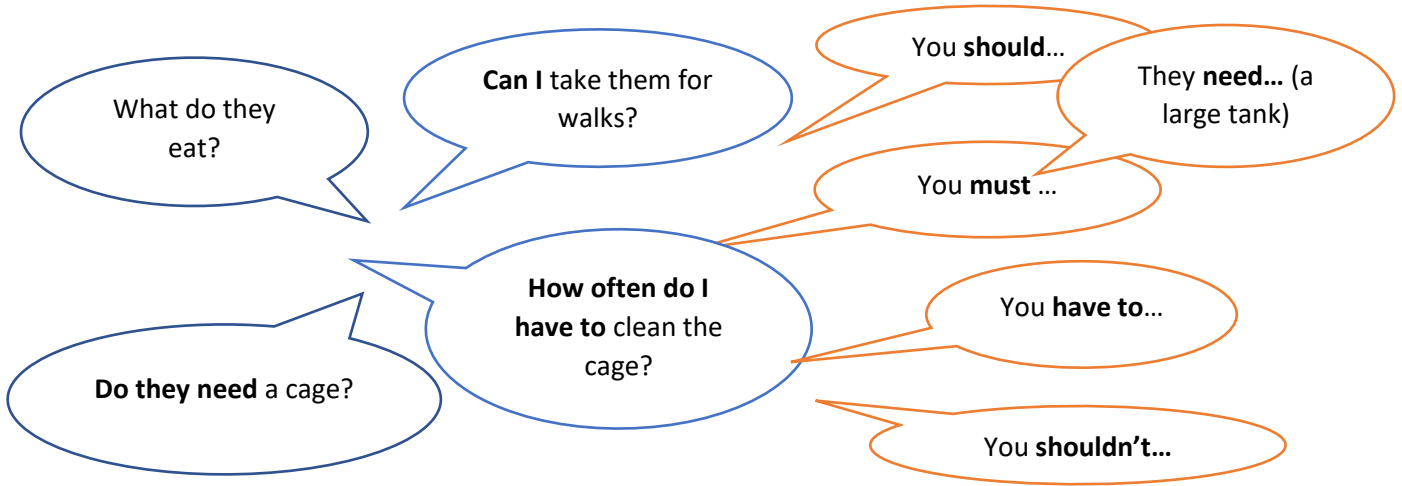 What do they
eat?
Can I take them for
walks?
You should…
They need… (a
large tank)
You must …
How often do I
have to clean the
cage?
You have to…
Do they need a cage?
You shouldn’t…